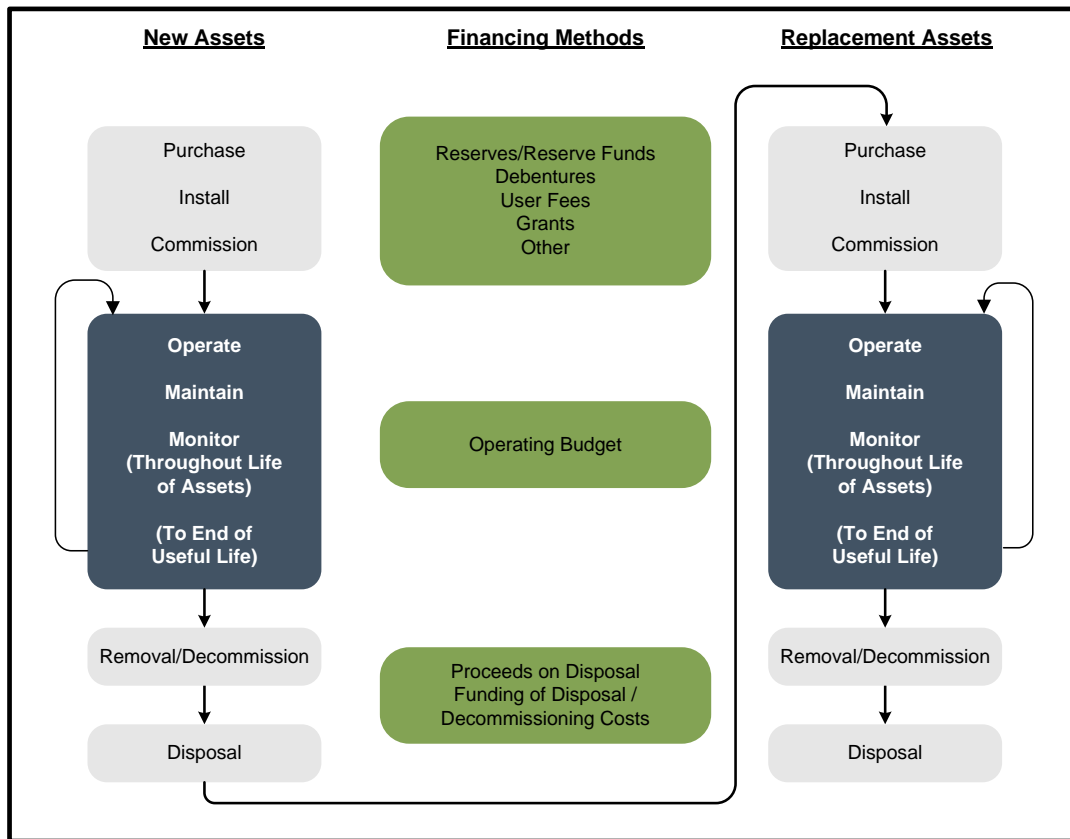 New Assets
Purchase
Install
Commission
Operate
Maintain
Monitor
(Throughout Life
of Assets)
(To End of
Useful Life)
Removal/Decommission
Disposal
Financing Methods
Reserves/Reserve Funds
Debentures
User Fees
Grants
Other
Operating Budget
Proceeds on Disposal
Funding of Disposal /
Decommissioning Costs
Replacement Assets
Purchase
Install
Commission
Operate
Maintain
Monitor
(Throughout Life
of Assets)
(To End of
Useful Life)
Removal/Decommission
Disposal